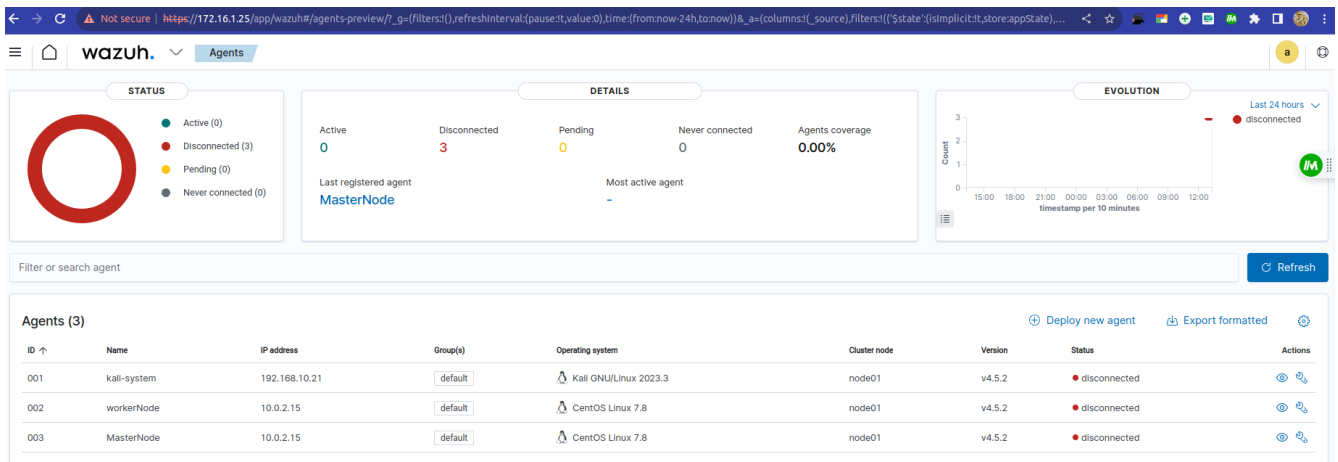 Not secure | https://172.16.1.25/app/wazuh#/agents-preview/?_g=(filters:!(),refreshInterval:(pause:!t,value:0),time:(from:now-24h,to:now))&_a=(columns:!(_source),filters:!(('$state':(isImplicit:!t,store:appState),...
wazuh. Agents a
STATUS
Active (0)
Disconnected (3)
Pending (0)
Never connected (0)
DETAILS
Active Disconnected Pending Never connected Agents coverage
0 3 0 0 0.00%
Last registered agent Most active agent
MasterNode -
EVOLUTION
Last 24 hours
disconnected
3
2
1
0
Count
15:00 18:00 21:00 00:00 03:00 06:00 09:00 12:00
timestamp per 10 minutes
Filter or search agent Refresh
Agents (3) Deploy new agent Export formatted
ID Name IP address Group(s) Operating system Cluster node Version Status Actions
001 kali-system 192.168.10.21 default Kali GNU/Linux 2023.3 node01 v4.5.2 disconnected
002 workerNode 10.0.2.15 default CentOS Linux 7.8 node01 v4.5.2 disconnected
003 MasterNode 10.0.2.15 default CentOS Linux 7.8 node01 v4.5.2 disconnected